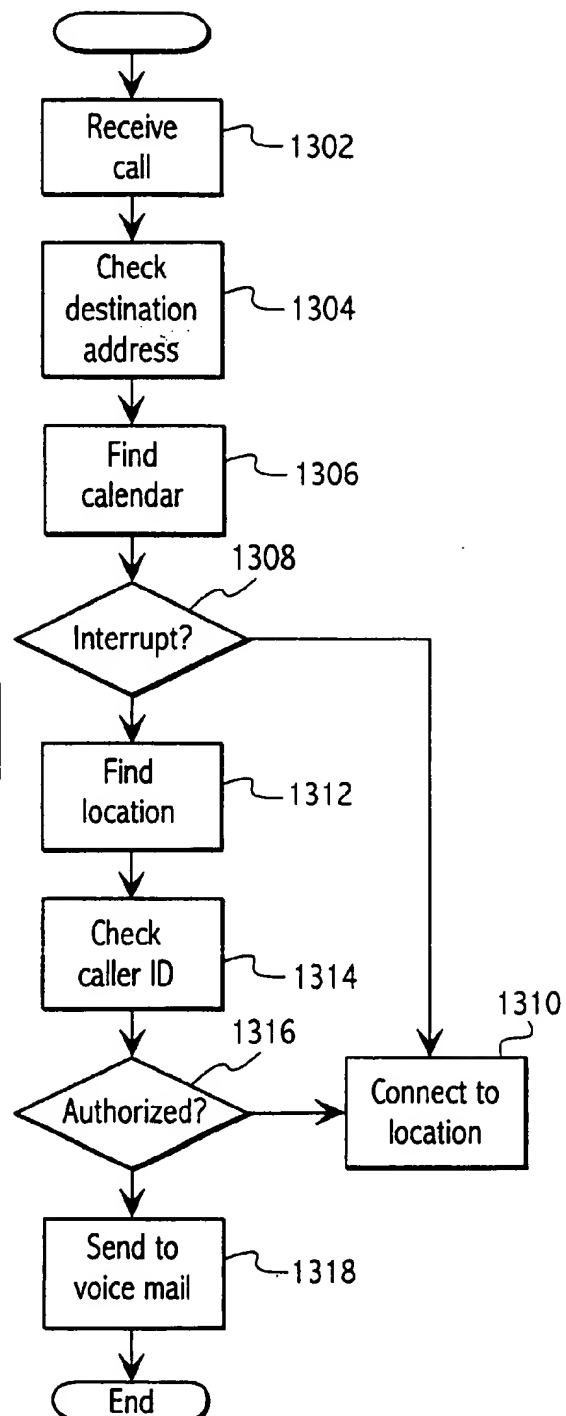 Receive
call
1302
Check
destination
address
1304
Find
calendar
1306
1308
Interrupt?
Find
location
1312
Check
caller ID
1314
1316
Authorized?
1310
Connect to
location
Send to
voice mail
1318
End